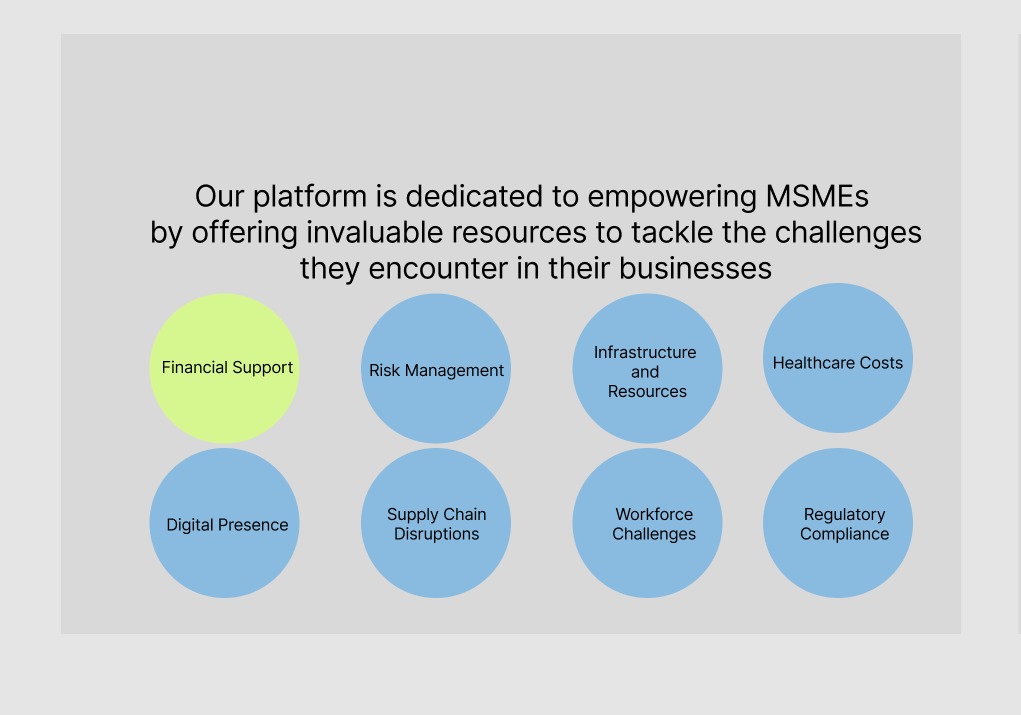 Our platform is dedicated to empowering MSMEs
by offering invaluable resources to tackle the challenges
they encounter in their businesses
Financial Support
Risk Management
Infrastructure
and
Resources
Healthcare Costs
Digital Presence
Supply Chain
Disruptions
Workforce
Challenges
Regulatory
Compliance